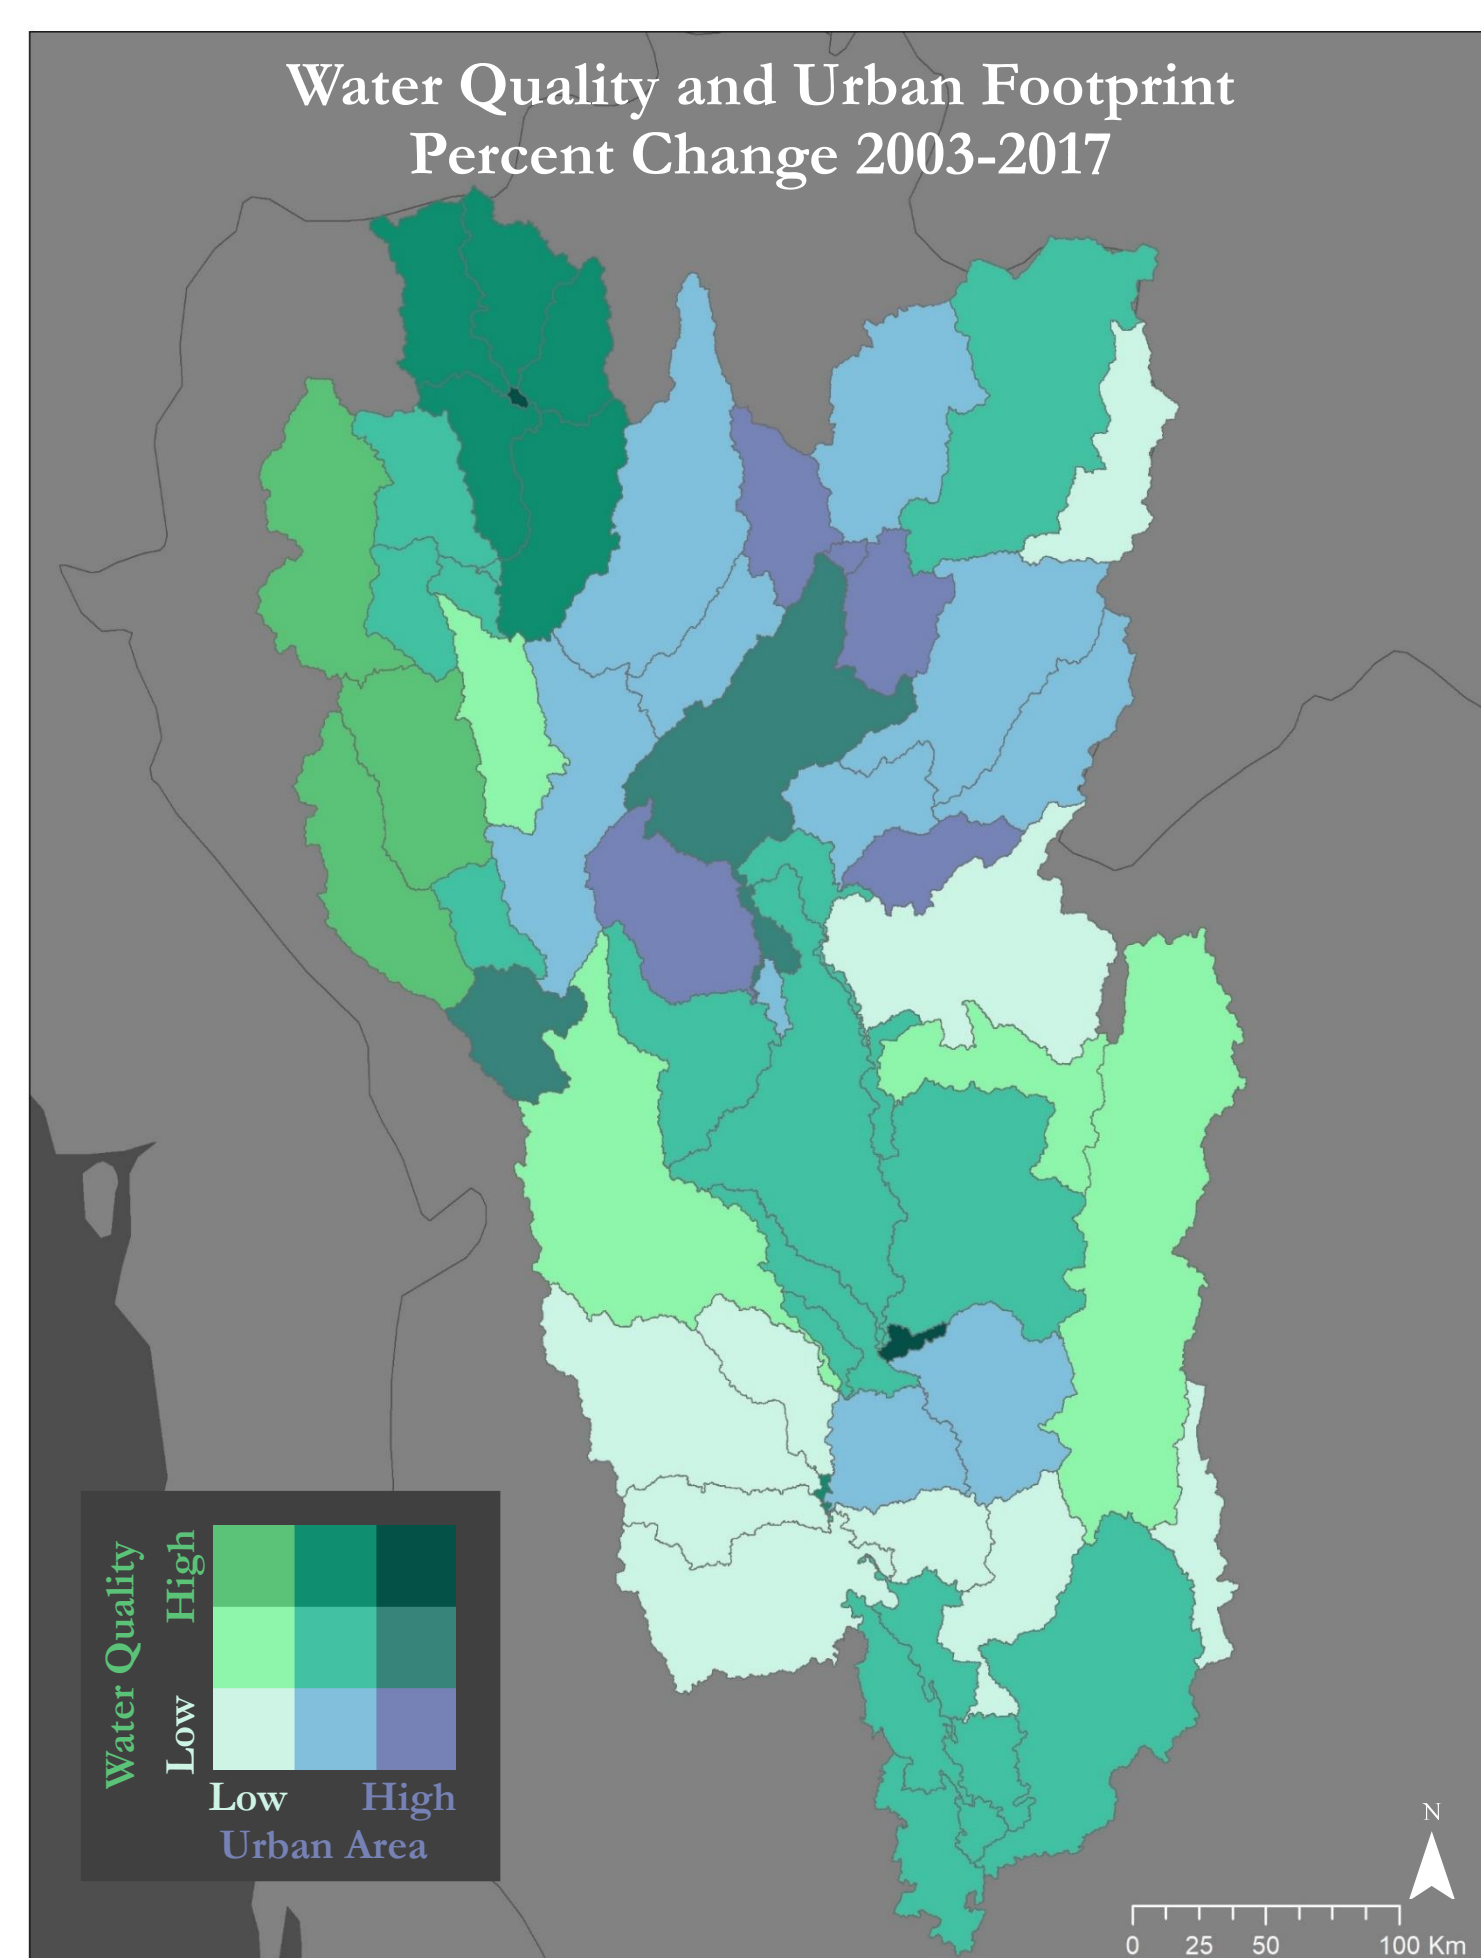 Water Quality and Urban Footprint
Percent Change 2003-2017
Water Quality
High
Low
Low High
Urban Area
N
0 25 50 100 Km